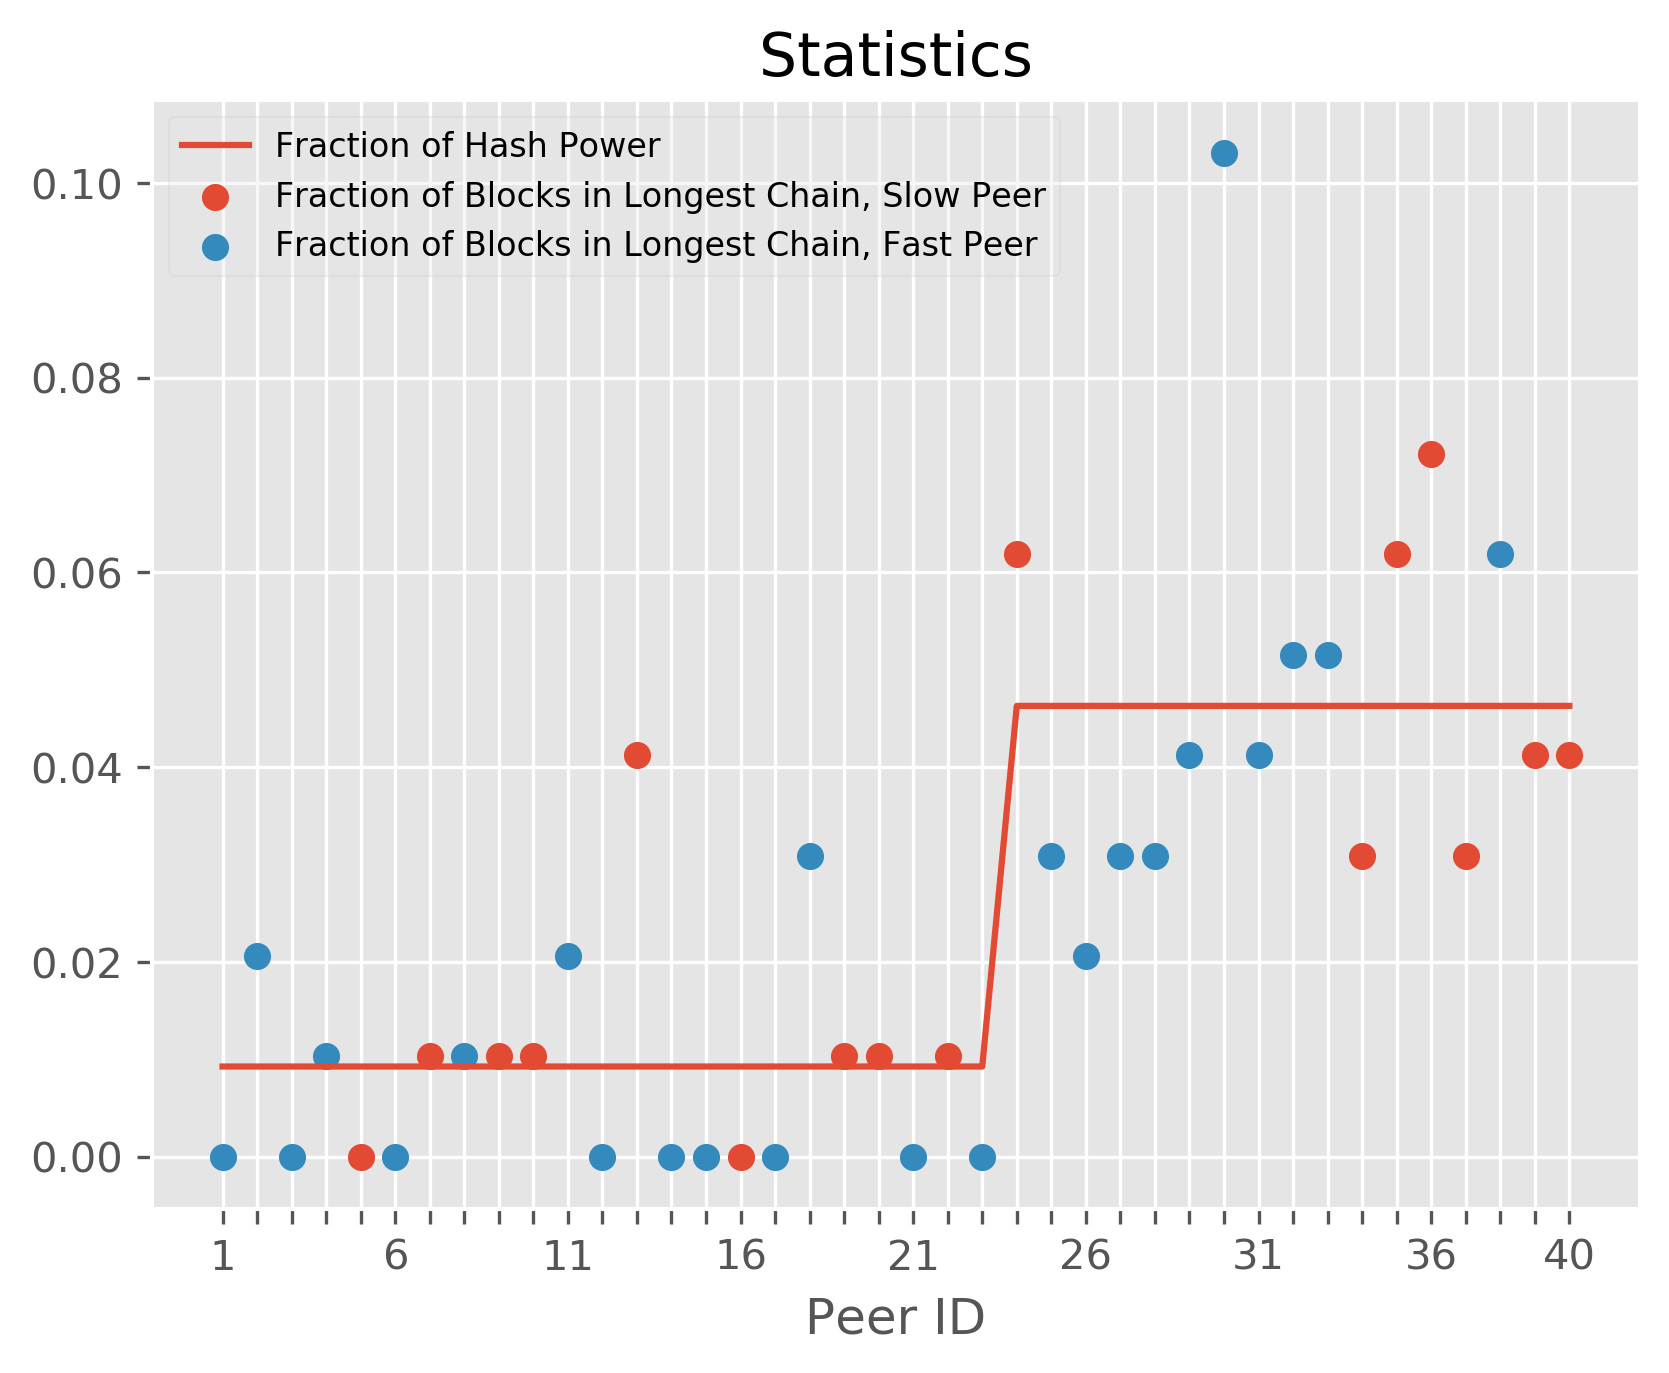 Statistics
Fraction of Hash Power
Fraction of Blocks in Longest Chain, Slow Peer
Fraction of Blocks in Longest Chain, Fast Peer
0.10
0.08
0.06
0.04
0.02
0.00
1 6 11 16 21 26 31 36 40
Peer ID